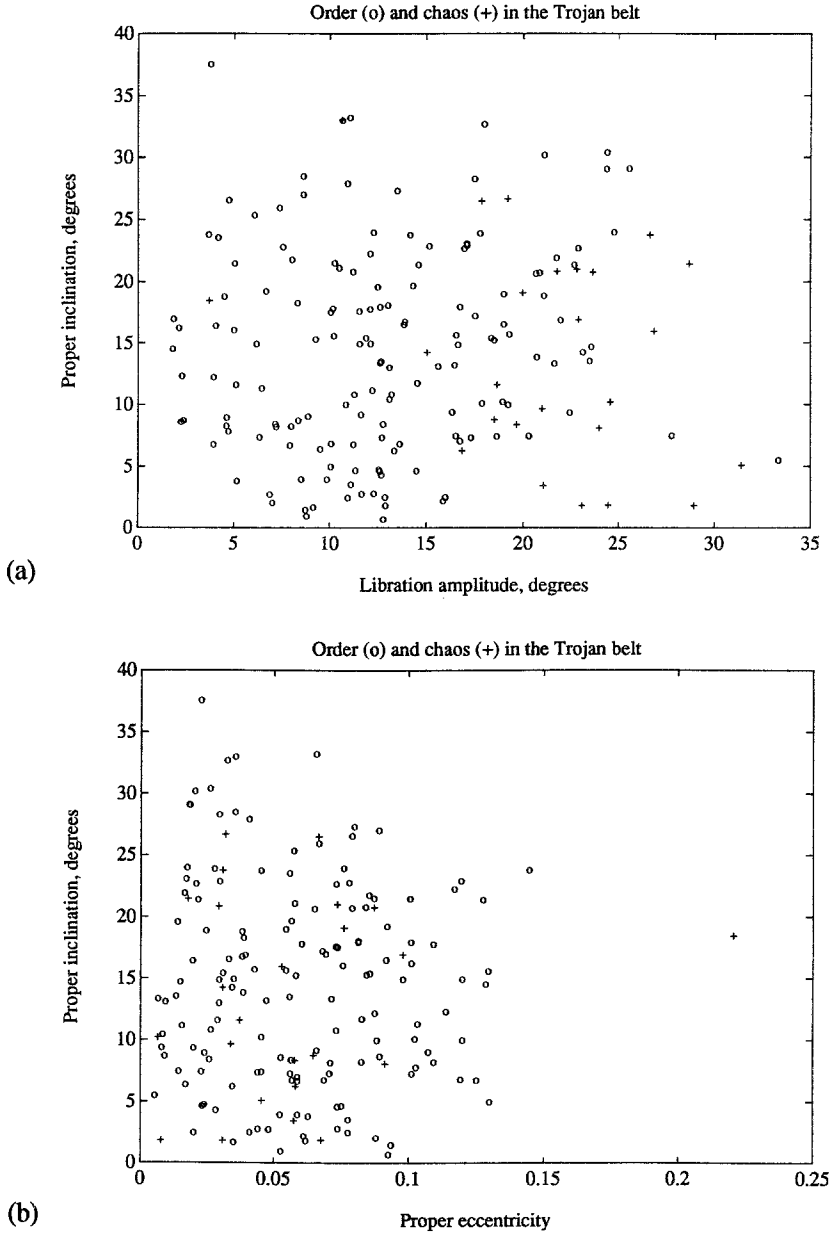 Order (o) and chaos (+) in the Trojan belt
40
35
30
25
20
15
10
5
0
Proper inclination, degrees
0 5 10 15 20 25 30 35
Libration amplitude, degrees
(a)
Order (o) and chaos (+) in the Trojan belt
40
35
30
25
20
15
10
5
0
Proper inclination, degrees
0 0.05 0.1 0.15 0.2 0.25
Proper eccentricity
(b)